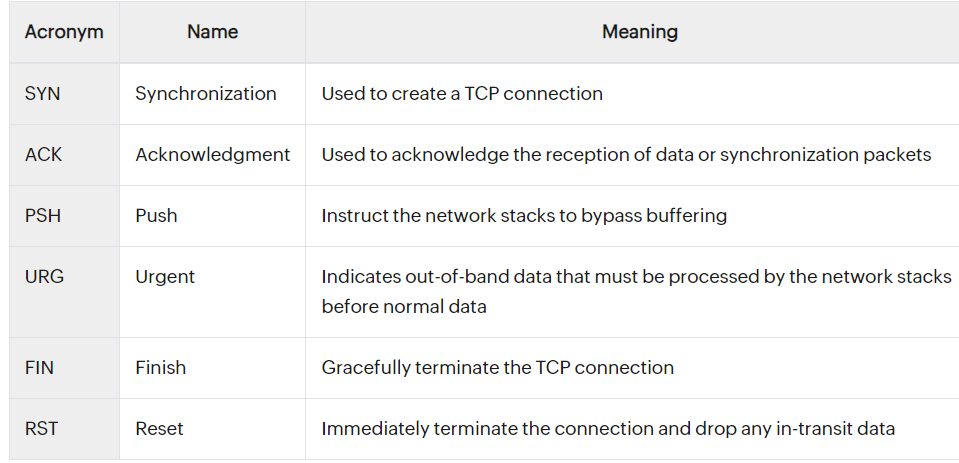 Acronym Name Meaning
SYN Synchronization Used to create a TCP connection
ACK Acknowledgment Used to acknowledge the reception of data or synchronization packets
PSH Push Instruct the network stacks to bypass buffering
URG Urgent Indicates out-of-band data that must be processed by the network stacks
before normal data
FIN Finish Gracefully terminate the TCP connection
RST Reset Immediately terminate the connection and drop any in-transit data